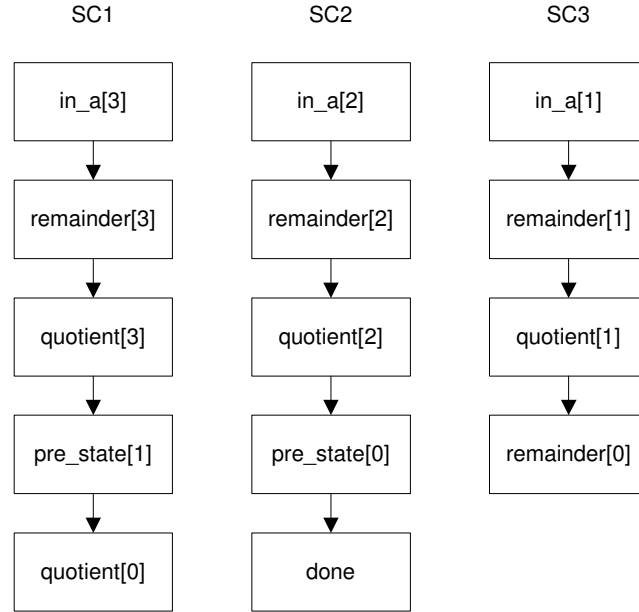 SC1 SC2 SC3
in_a[3] in_a[2] in_a[1]
remainder[3] remainder[2] remainder[1]
quotient[3] quotient[2] quotient[1]
pre_state[1] pre_state[0] remainder[0]
quotient[0] done